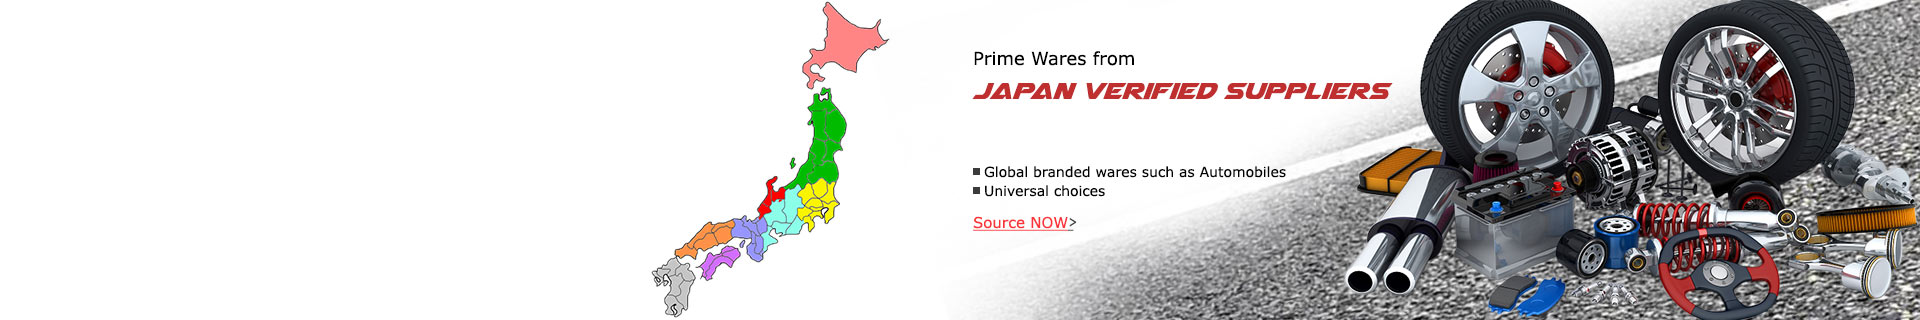 Prime Wares from
JAPAN VERIFIED SUPPLIERS
Global branded wares such as Automobiles
Universal choices
Source NOW>